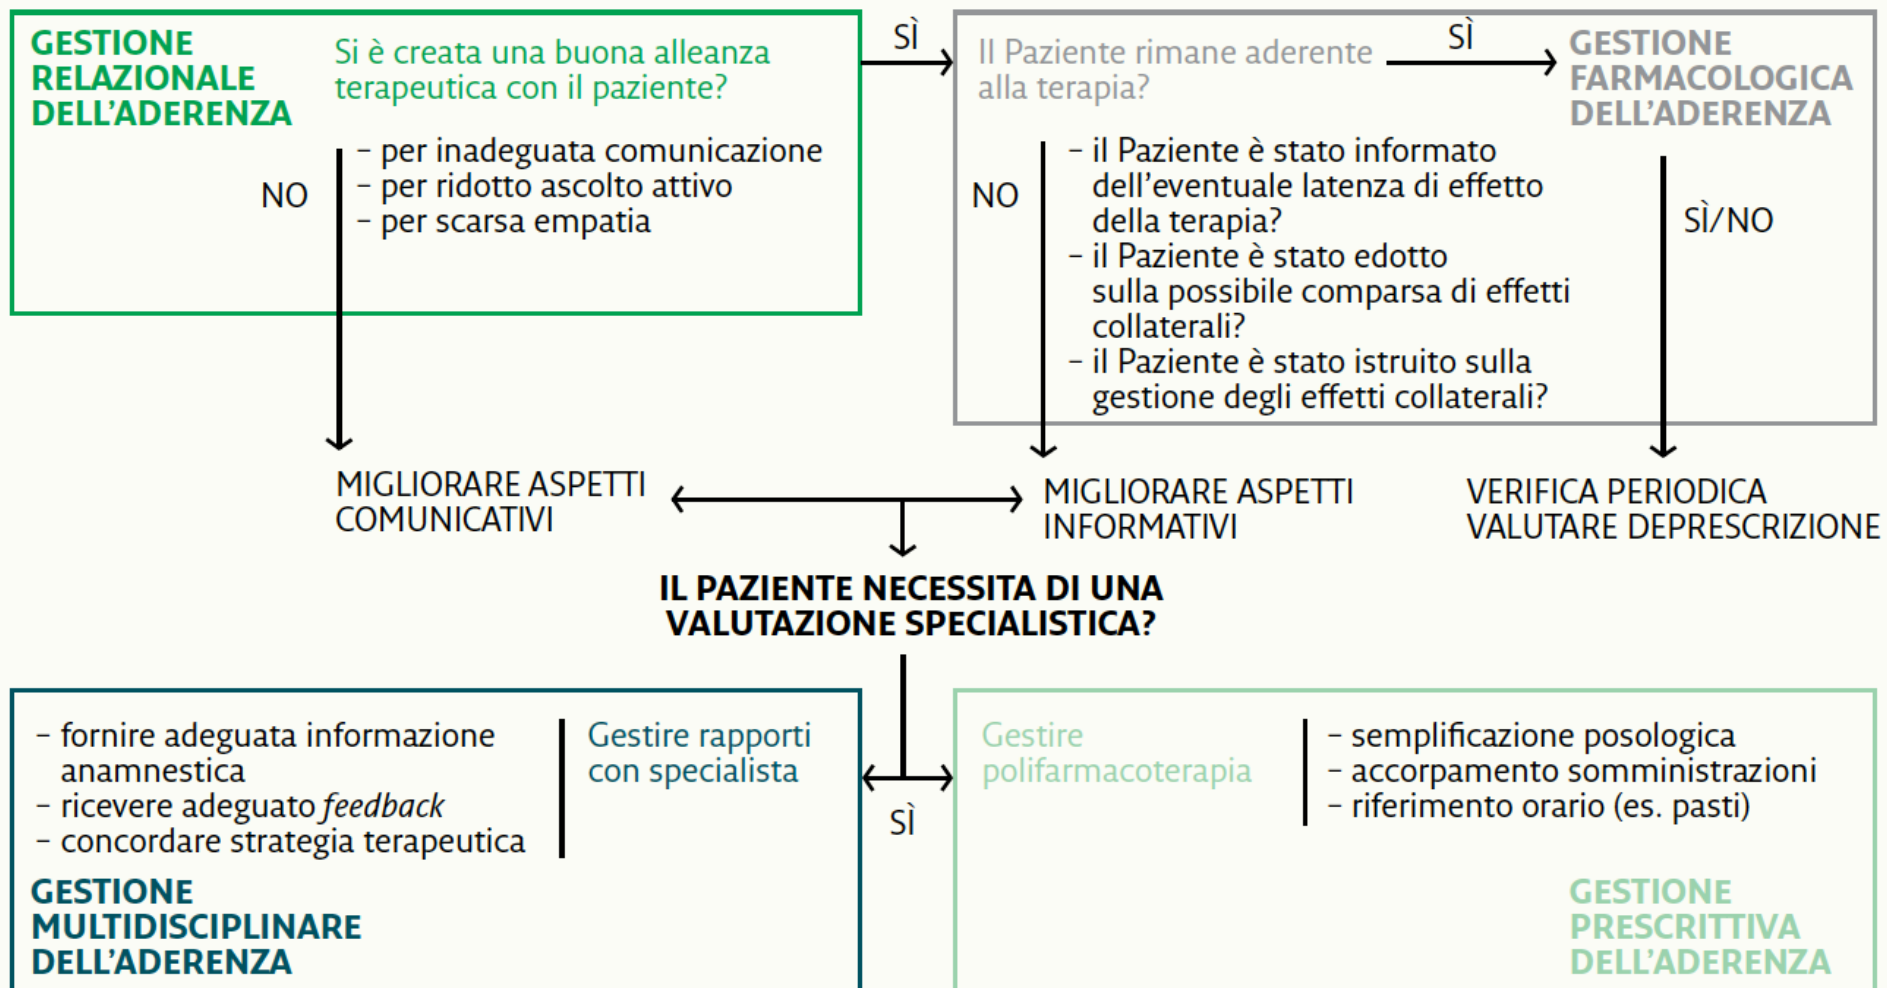 GESTIONE
RELAZIONALE
DELL'ADERENZA
Si è creata una buona alleanza
terapeutica con il paziente?
NO
– per inadeguata comunicazione
– per ridotto ascolto attivo
– per scarsa empatia
SÌ
Il Paziente rimane aderente
alla terapia?
SÌ
GESTIONE
FARMACOLOGICA
DELL'ADERENZA
NO
– il Paziente è stato informato
dell'eventuale latenza di effetto
della terapia?
– il Paziente è stato edotto
sulla possibile comparsa di effetti
collaterali?
– il Paziente è stato istruito sulla
gestione degli effetti collaterali?
SÌ/NO
MIGLIORARE ASPETTI
COMUNICATIVI
MIGLIORARE ASPETTI
INFORMATIVI
VERIFICA PERIODICA
VALUTARE DEPRESCRIZIONE
IL PAZIENTE NECESSITA DI UNA
VALUTAZIONE SPECIALISTICA?
– fornire adeguata informazione
anamnestica
– ricevere adeguato feedback
– concordare strategia terapeutica
Gestire rapporti
con specialista
GESTIONE
MULTIDISCIPLINARE
DELL'ADERENZA
SÌ
Gestire
polifarmacoterapia
– semplificazione posologica
– accorpamento somministrazioni
– riferimento orario (es. pasti)
GESTIONE
PRESCRITTIVA
DELL'ADERENZA